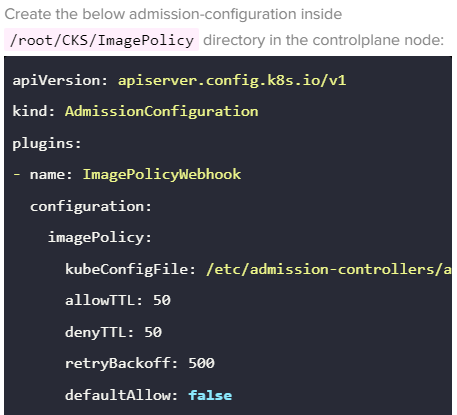 Create the below admission-configuration inside
/root/CKS/ImagePolicy directory in the controlplane node:
apiVersion: apiserver.config.k8s.io/v1
kind: AdmissionConfiguration
plugins:
- name: ImagePolicyWebhook
configuration:
imagePolicy:
kubeConfigFile: /etc/admission-controllers/a
allowTTL: 50
denyTTL: 50
retryBackoff: 500
defaultAllow: false